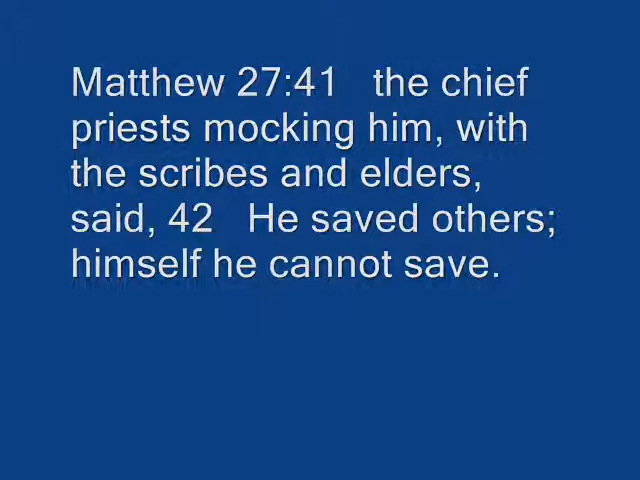 Matthew 27:41   the chief
priests mocking him, with
the scribes and elders,
said, 42   He saved others;
himself he cannot save.